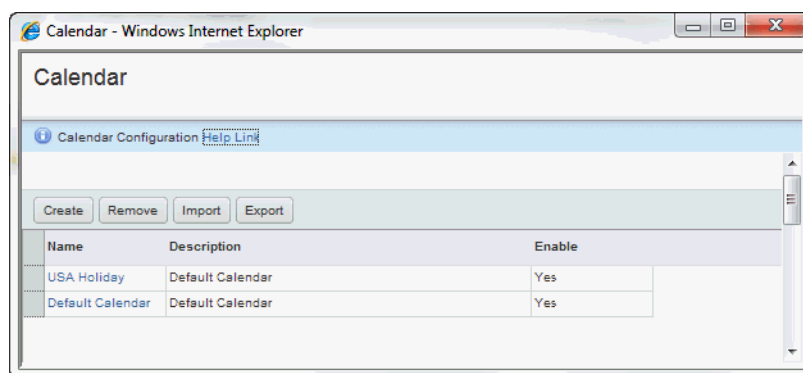 Calendar - Windows Internet Explorer
Calendar
Calendar Configuration Help Link
Create Remove Import Export
Name Description Enable
USA Holiday Default Calendar Yes
Default Calendar Default Calendar Yes